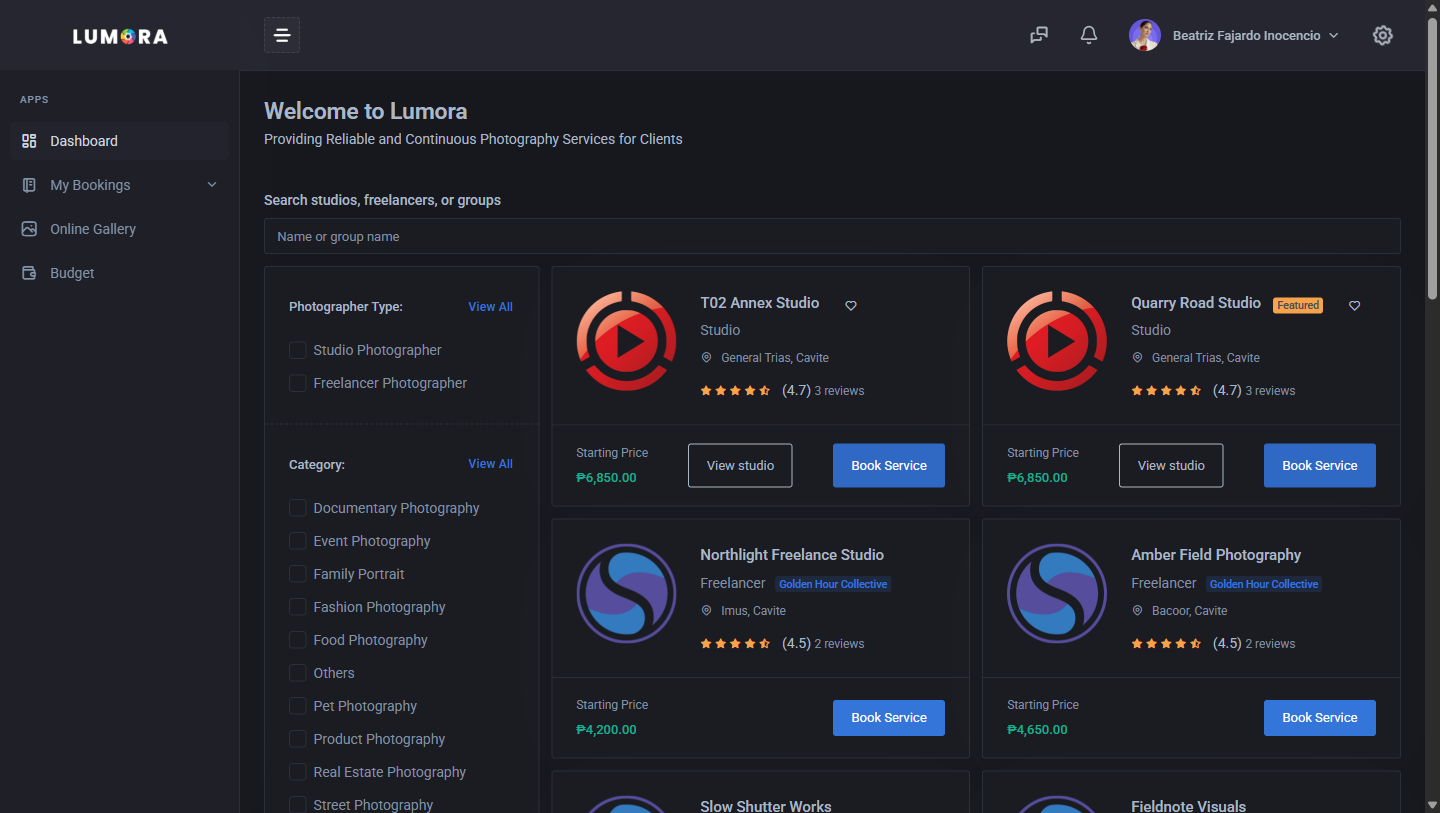 LUMORA
Beatriz Fajardo Inocencio
APPS
Dashboard
My Bookings
Online Gallery
Budget
Welcome to Lumora
Providing Reliable and Continuous Photography Services for Clients
Search studios, freelancers, or groups
Name or group name
Photographer Type: View All
Studio Photographer
Freelancer Photographer
Category: View All
Documentary Photography
Event Photography
Family Portrait
Fashion Photography
Food Photography
Others
Pet Photography
Product Photography
Real Estate Photography
Street Photography
T02 Annex Studio
Studio
General Trias, Cavite
(4.7) 3 reviews
Starting Price
₱6,850.00
View studio
Book Service
Quarry Road Studio Featured
Studio
General Trias, Cavite
(4.7) 3 reviews
Starting Price
₱6,850.00
View studio
Book Service
Northlight Freelance Studio
Freelancer Golden Hour Collective
Imus, Cavite
(4.5) 2 reviews
Starting Price
₱4,200.00
Book Service
Amber Field Photography
Freelancer Golden Hour Collective
Bacoor, Cavite
(4.5) 2 reviews
Starting Price
₱4,650.00
Book Service
Slow Shutter Works
Fieldnote Visuals